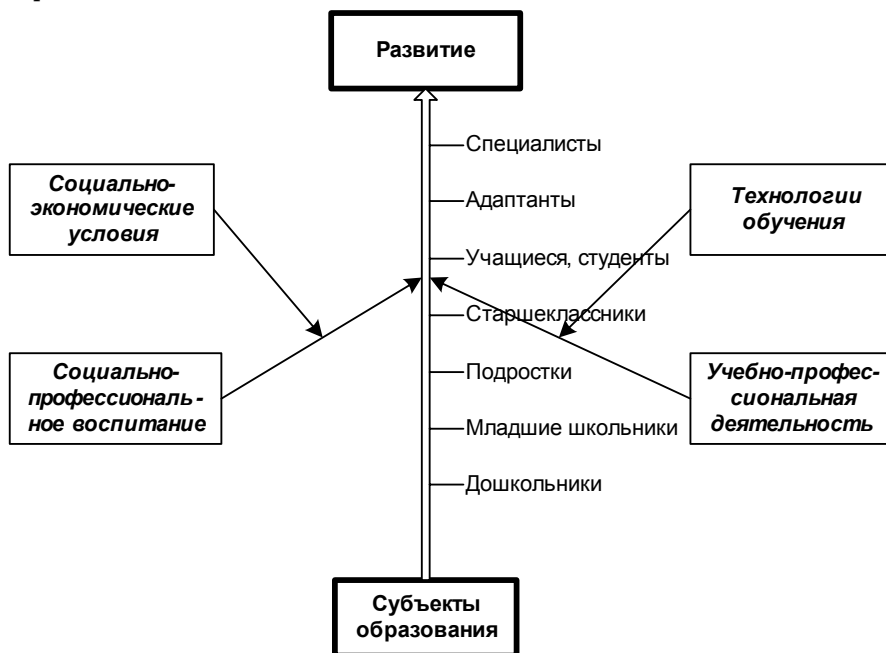 Развитие
Специалисты
Социально-
экономические
условия
Адаптанты
Технологии
обучения
Учащиеся, студенты
Старшеклассники
Социально-
профессиональ-
ное воспитание
Подростки
Учебно-профес-
сиональная
деятельность
Младшие школьники
Дошкольники
Субъекты
образования